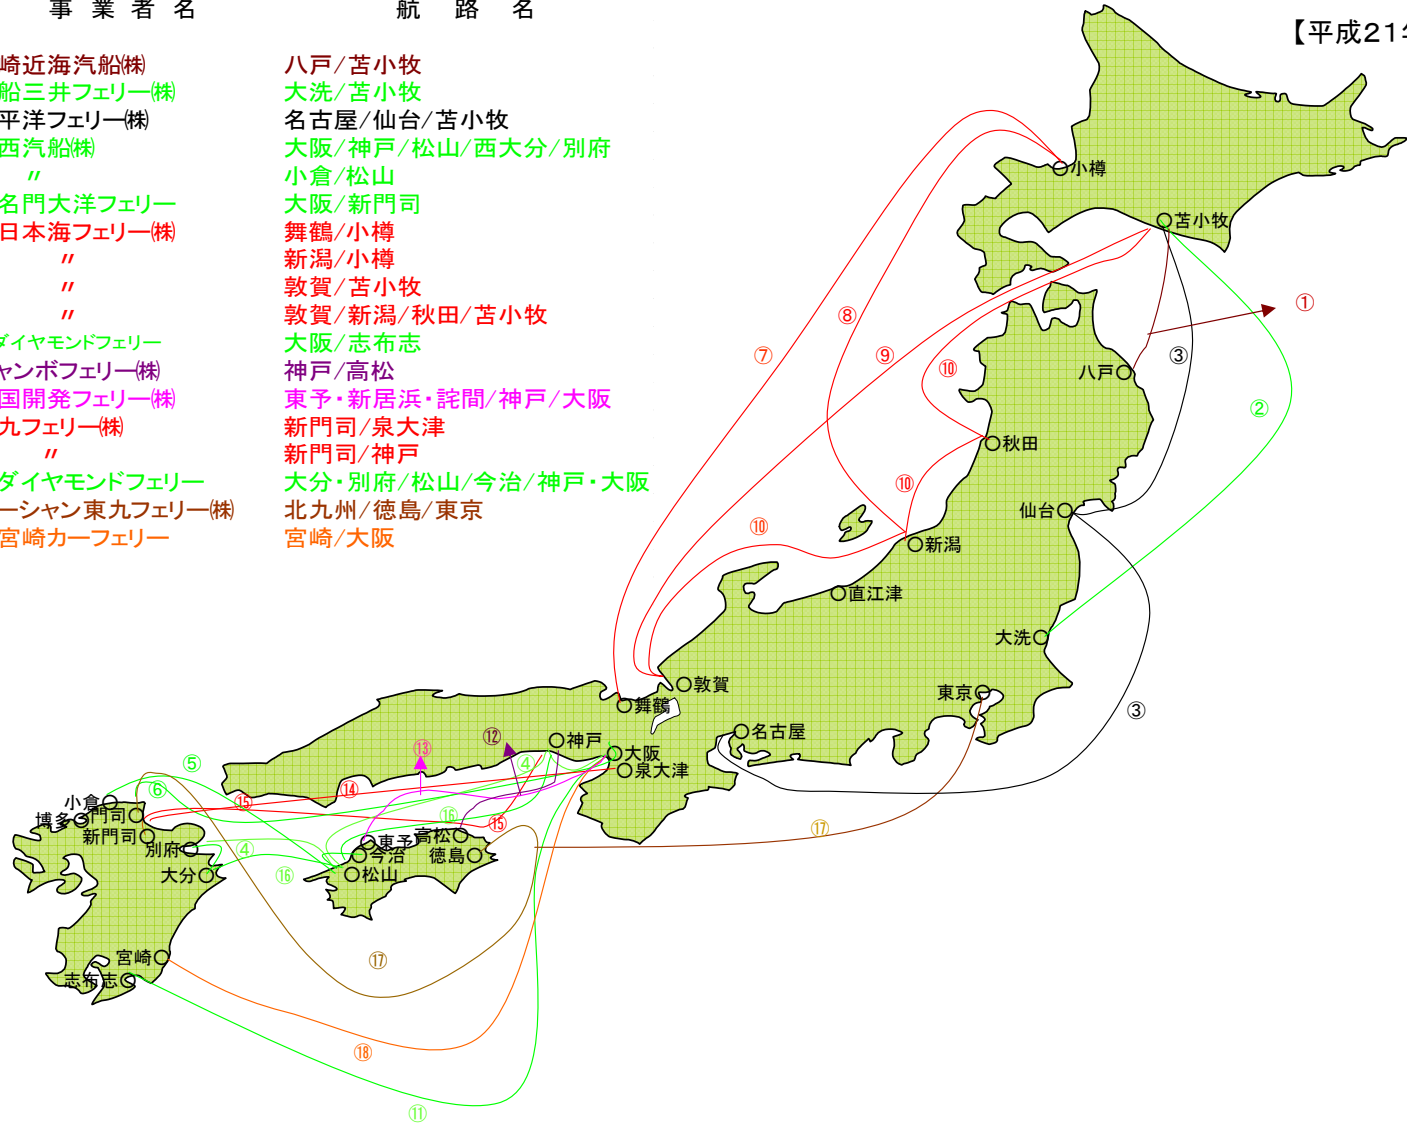 事 業 者 名 航 路 名
【平成21年
崎近海汽船㈱ 八戸/苫小牧
船三井フェリー㈱ 大洗/苫小牧
平洋フェリー㈱ 名古屋/仙台/苫小牧
西汽船㈱ 大阪/神戸/松山/西大分/別府
〃 小倉/松山
名門大洋フェリー 大阪/新門司
日本海フェリー㈱ 舞鶴/小樽
〃 新潟/小樽
〃 敦賀/苫小牧
〃 敦賀/新潟/秋田/苫小牧
ダイヤモンドフェリー 大阪/志布志
ャンボフェリー㈱ 神戸/高松
国開発フェリー㈱ 東予・新居浜・詫間/神戸/大阪
九フェリー㈱ 新門司/泉大津
〃 新門司/神戸
ダイヤモンドフェリー 大分・別府/松山/今治/神戸・大阪
ーシャン東九フェリー㈱ 北九州/徳島/東京
宮崎カーフェリー 宮崎/大阪
小樽
苫小牧
①
⑧
③
⑦
⑨
⑩
八戸
②
秋田
⑩
仙台
⑩
新潟
直江津
大洗
敦賀
東京
舞鶴
③
名古屋
⑫
神戸
⑬
大阪
⑤
④
泉大津
⑥
⑭
小倉
⑮
博多
門司
⑯
⑮
⑰
新門司
高松
東予
別府
④
今治
徳島
大分
⑯
松山
宮崎
⑰
志布志
⑱
⑪